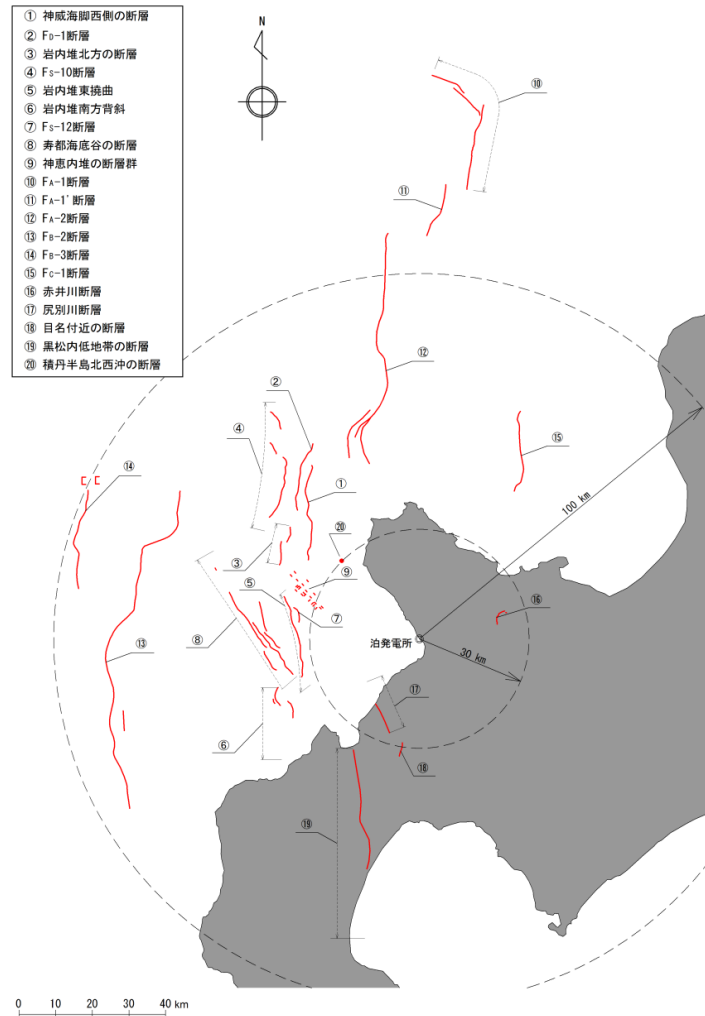 ① 神威海脚西側の断層
② FD-1断層
③ 岩内堆北方の断層
④ FS-10断層
⑤ 岩内堆東撓曲
⑥ 岩内堆南方背斜
⑦ FS-12断層
⑧ 寿都海底谷の断層
⑨ 神恵内堆の断層群
⑩ FA-1断層
⑪ FA-1'断層
⑫ FA-2断層
⑬ FB-2断層
⑭ FB-3断層
⑮ FC-1断層
⑯ 赤井川断層
⑰ 尻別川断層
⑱ 目名付近の断層
⑲ 黒松内低地帯の断層
⑳ 積丹半島北西沖の断層
N
⑩
⑪
⑫
②
④
⑮
⑭
①
100 km
⑳
③
⑨
⑤
⑦
⑯
⑧
泊発電所
⑬
30 km
⑰
⑥
⑱
⑲
0 10 20 30 40 km